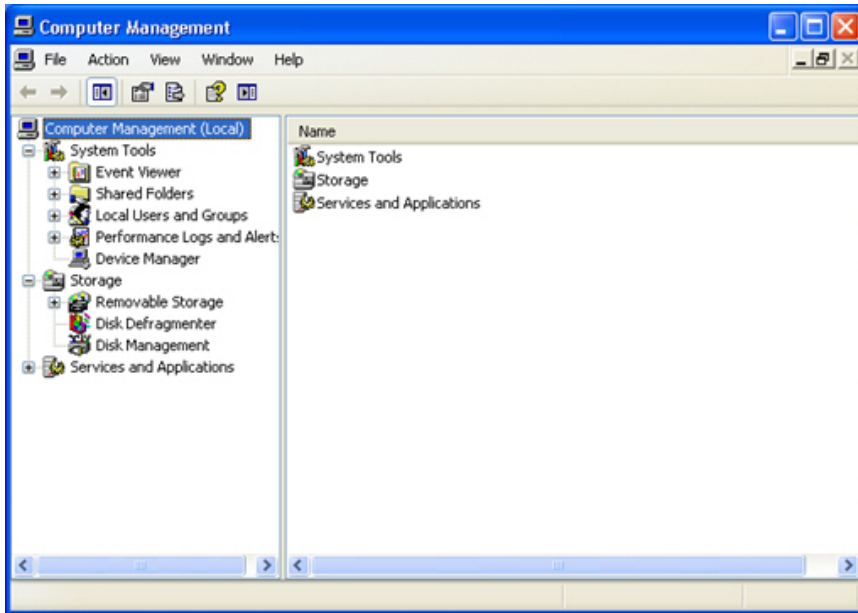 Computer Management
File Action View Window Help
Computer Management (Local)
System Tools
Event Viewer
Shared Folders
Local Users and Groups
Performance Logs and Alert
Device Manager
Storage
Removable Storage
Disk Defragmenter
Disk Management
Services and Applications
Name
System Tools
Storage
Services and Applications